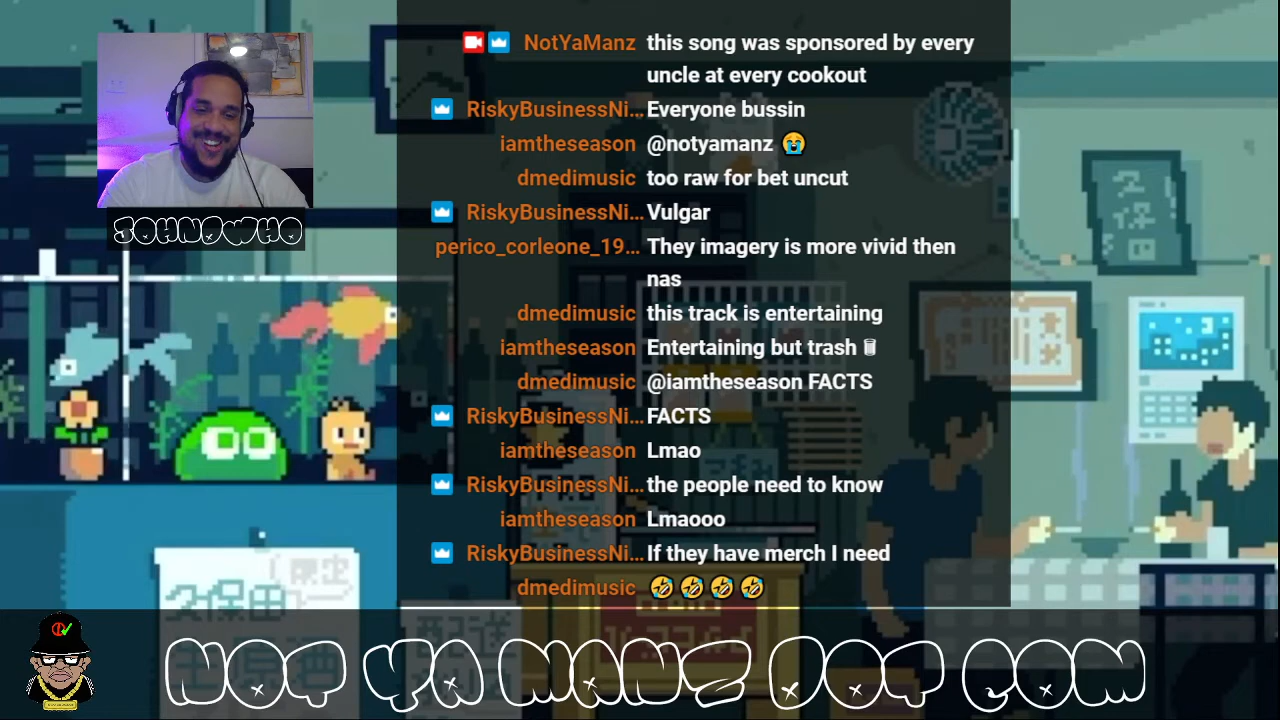 NotYaManz this song was sponsored by every
uncle at every cookout
RiskyBusinessNi... Everyone bussin
iamtheseason @notyamanz 😭
dmedimusic too raw for bet uncut
RiskyBusinessNi... Vulgar
perico_corleone_19... They imagery is more vivid then
nas
dmedimusic this track is entertaining
iamtheseason Entertaining but trash
dmedimusic @iamtheseason FACTS
RiskyBusinessNi... FACTS
iamtheseason Lmao
RiskyBusinessNi... the people need to know
iamtheseason Lmaooo
RiskyBusinessNi... If they have merch I need
dmedimusic 🤣🤣🤣🤣
JOHNDWHO
久保田
NOT YA MANZ DOT COM